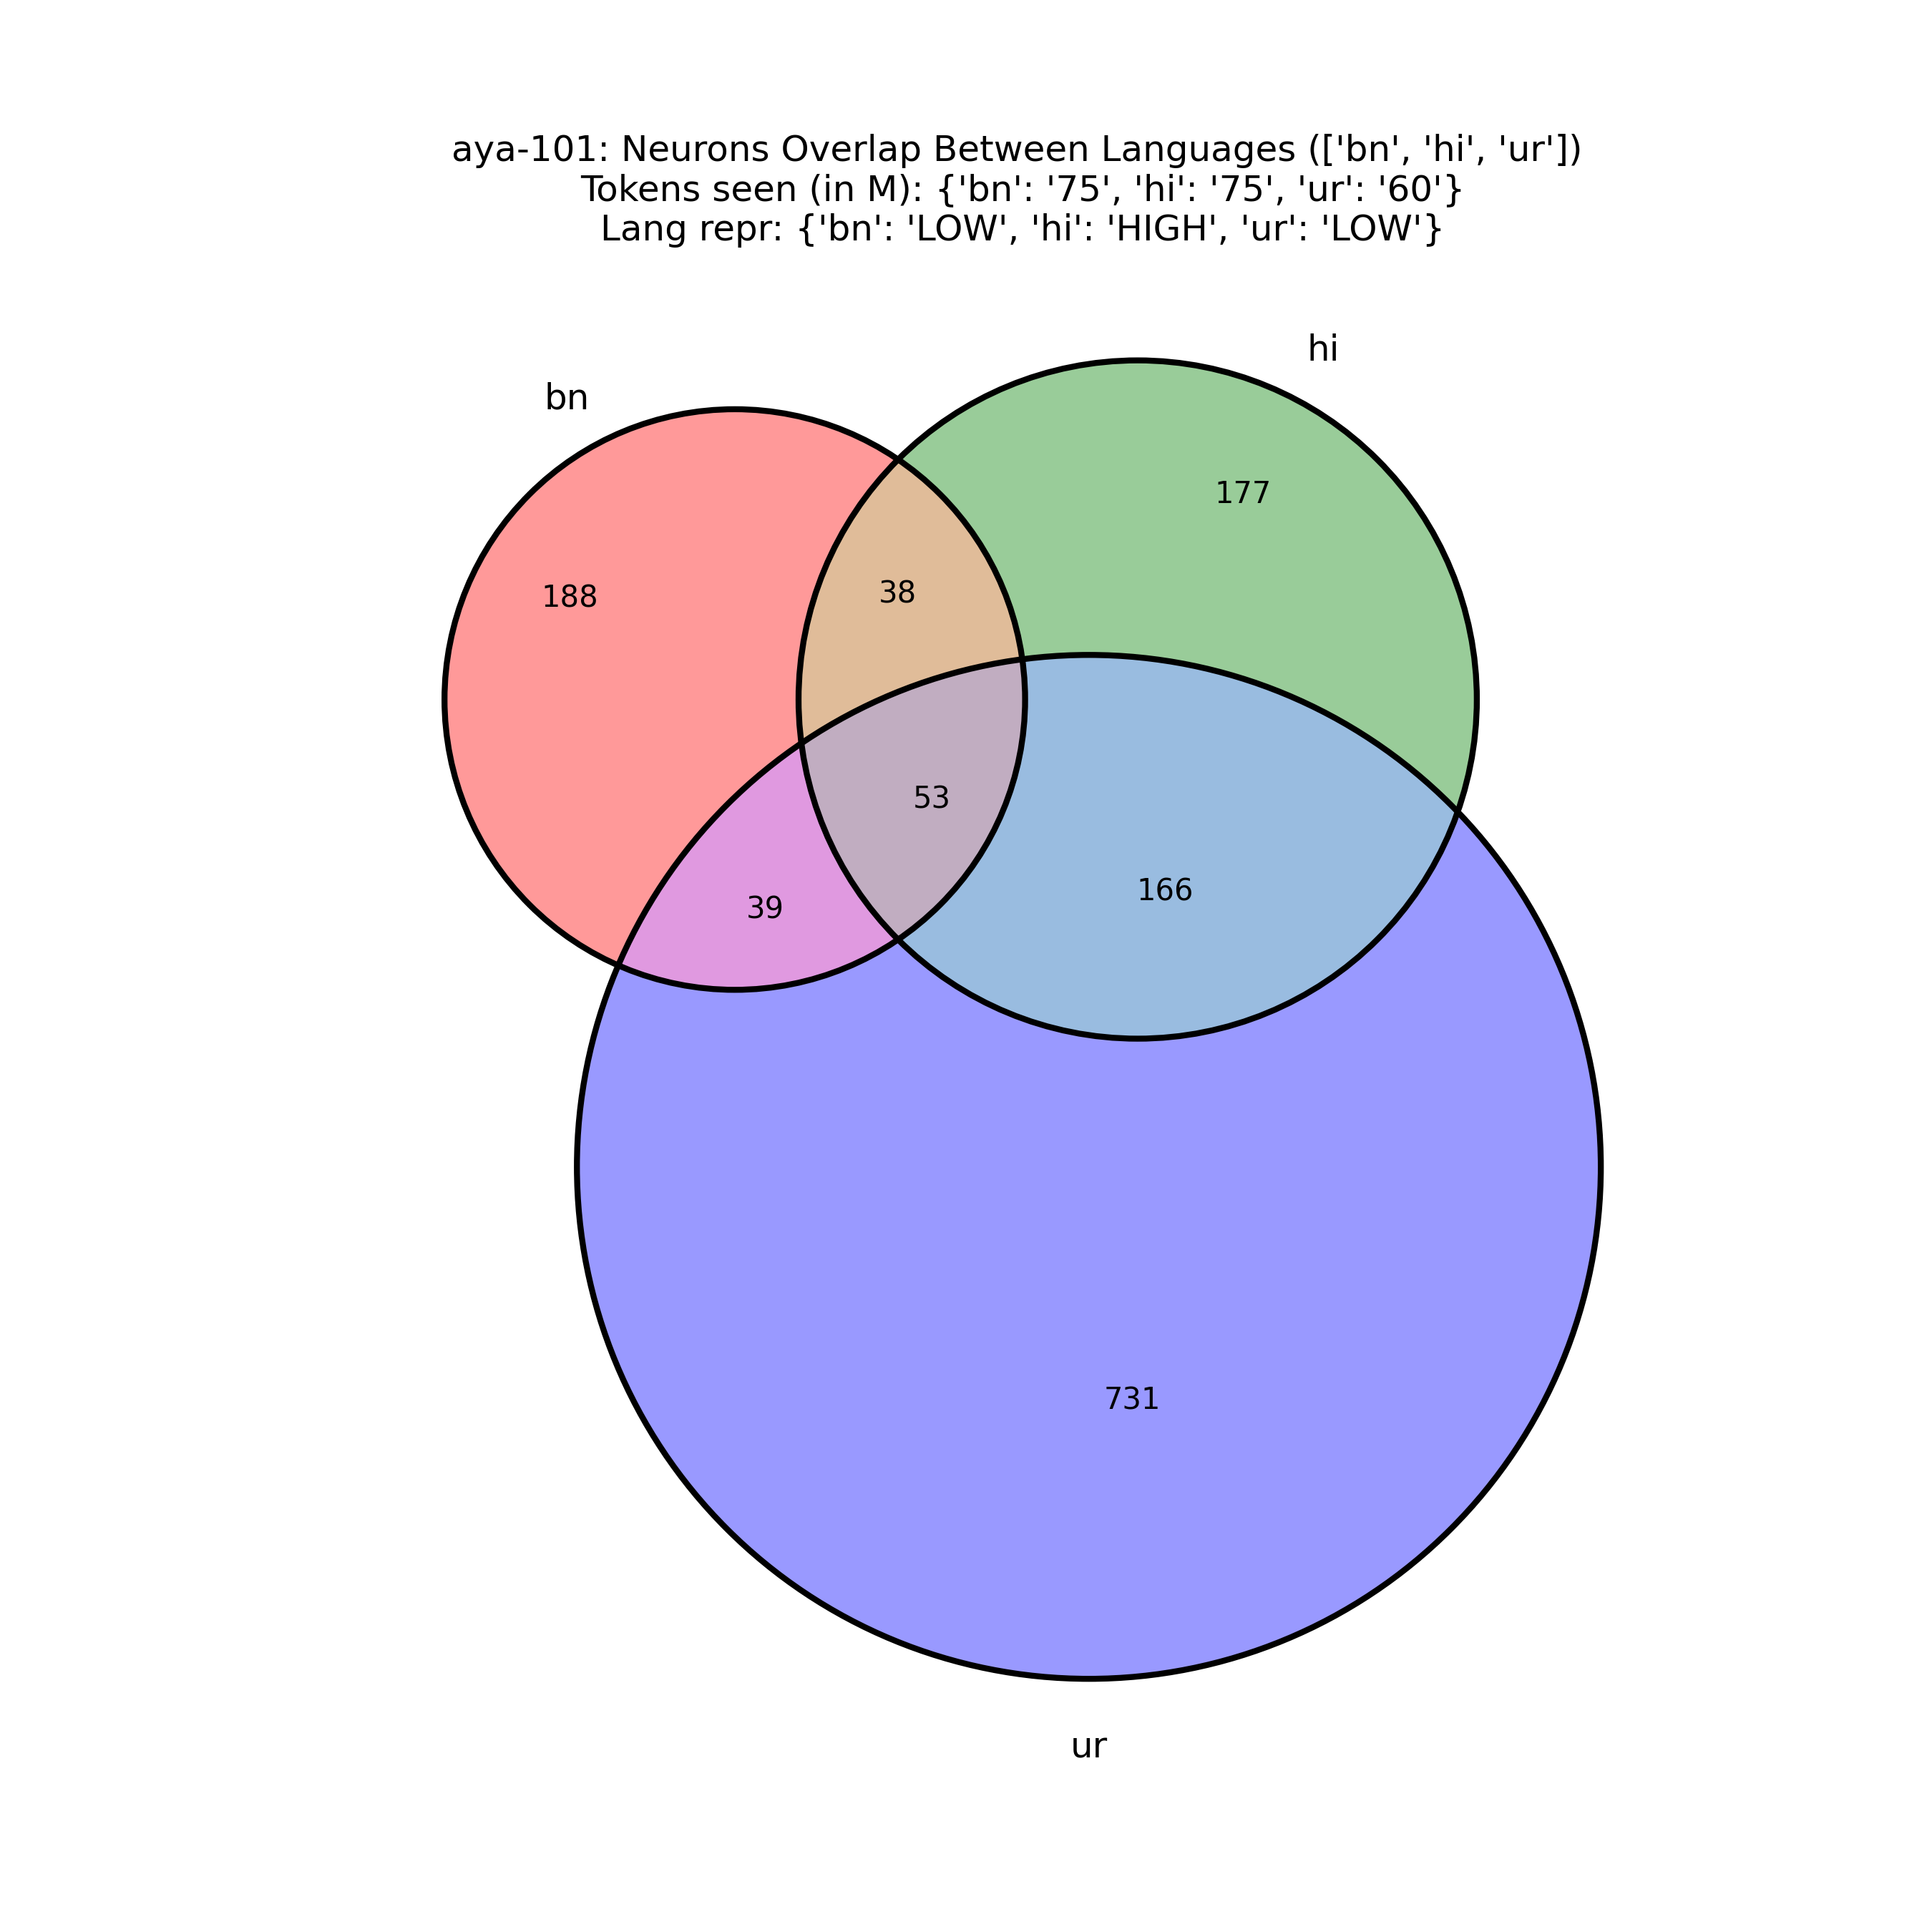 aya-101: Neurons Overlap Between Languages (['bn', 'hi', 'ur'])
Tokens seen (in M): {'bn': '75', 'hi': '75', 'ur': '60'}
Lang repr: {'bn': 'LOW', 'hi': 'HIGH', 'ur': 'LOW'}
hi
bn
177
38
188
53
166
39
731
ur